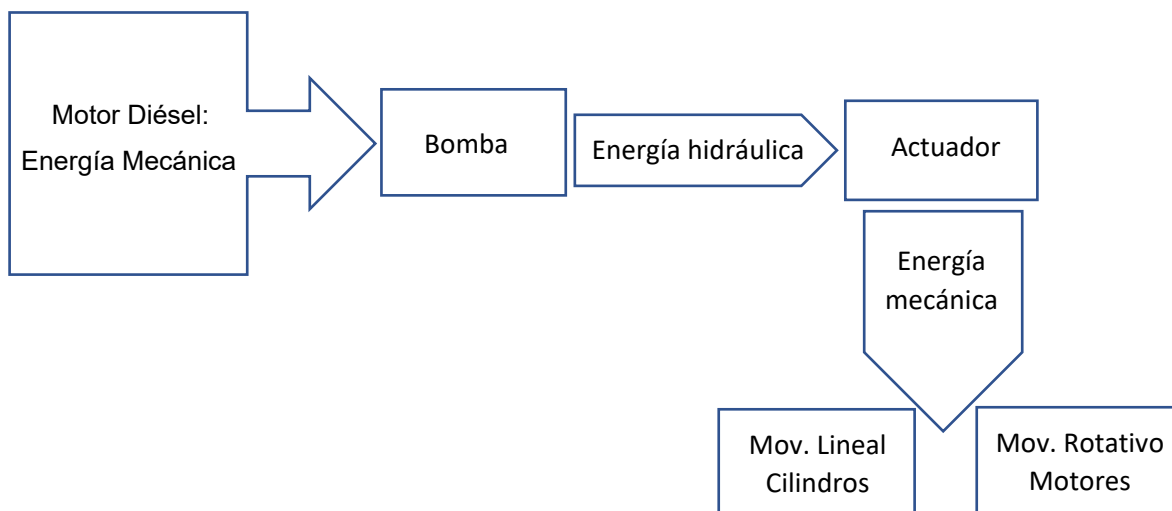 Motor Diésel:
Energía Mecánica
Bomba
Energía hidráulica
Actuador
Energía
mecánica
Mov. Lineal
Cilindros
Mov. Rotativo
Motores